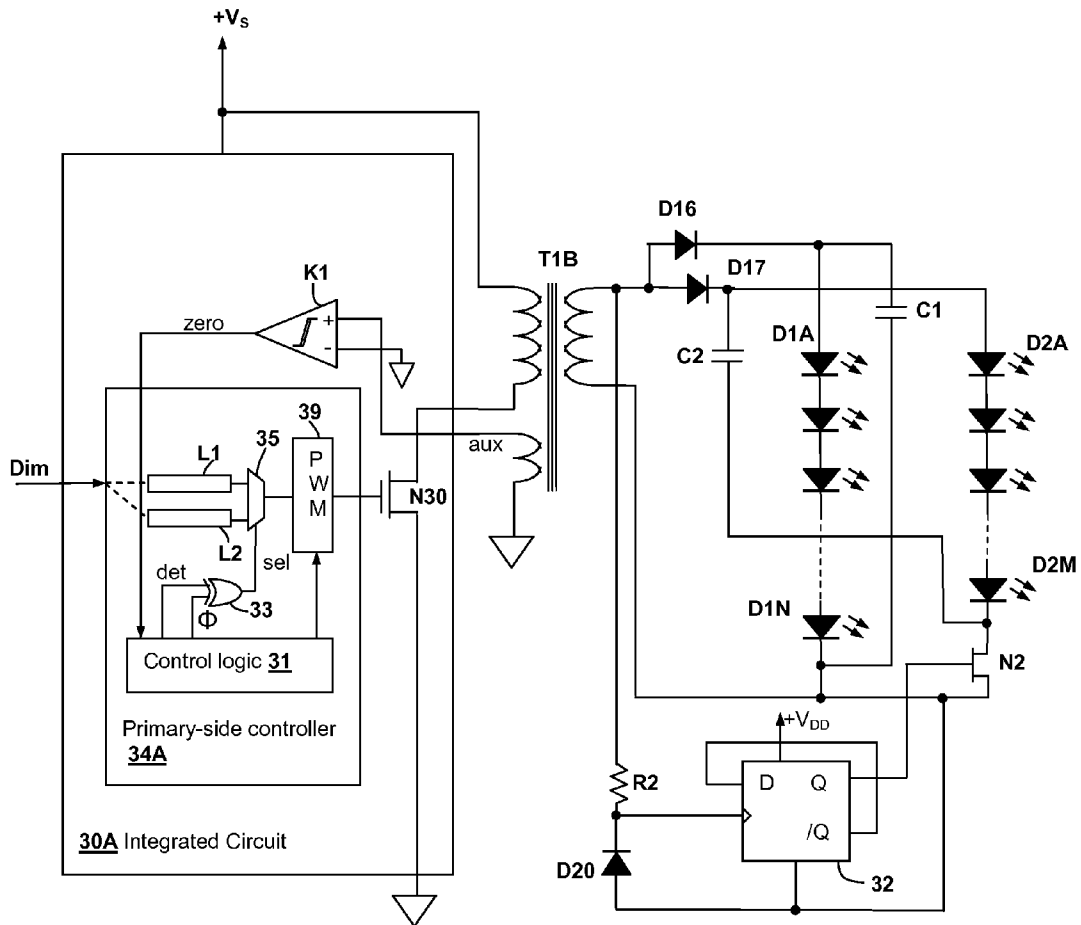 +VS
D16
T1B
D17
K1
zero
+
-
C1
D1A
D2A
C2
39
35
aux
P
W
M
Dim
L1
N30
L2
sel
det
33
Φ
D2M
D1N
Control logic 31
N2
Primary-side controller
34A
+VDD
R2
D
Q
/Q
30A Integrated Circuit
D20
32